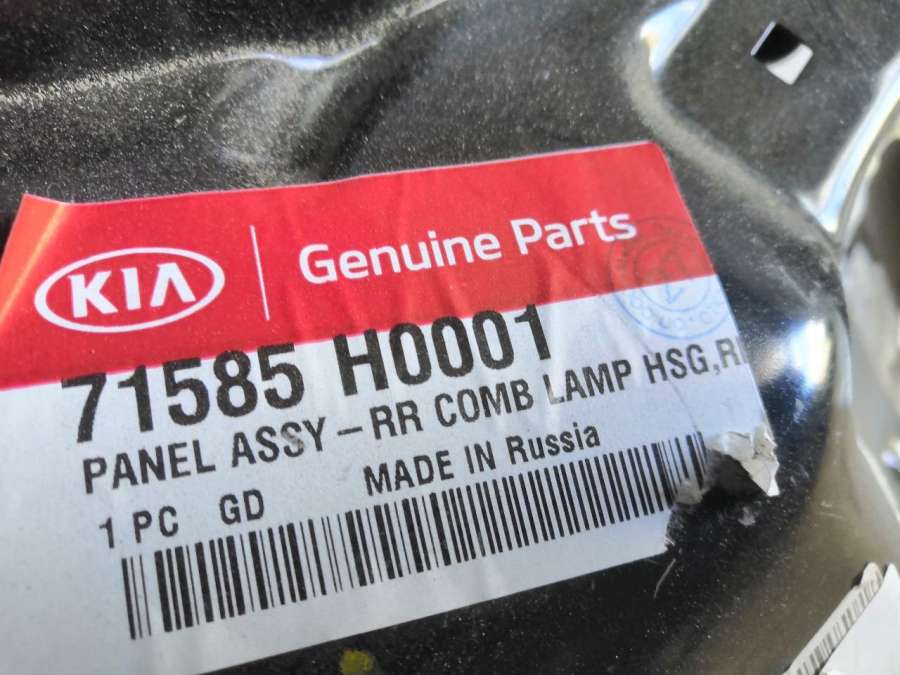 KIA Genuine Parts
71585 H0001
PANEL ASSY-RR COMB LAMP HSG,R
1 PC GD MADE IN Russia